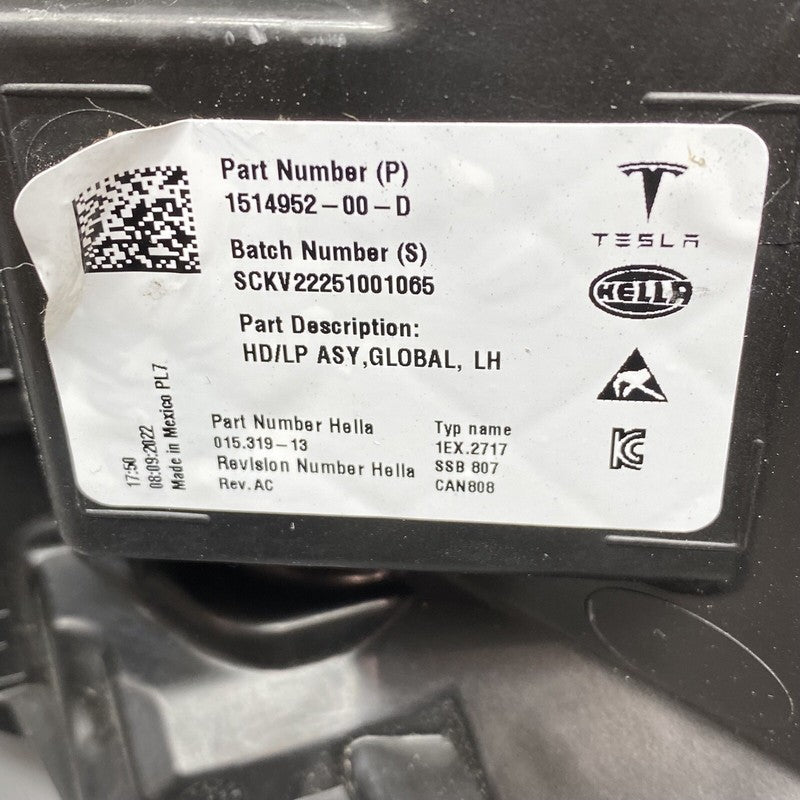 Part Number (P)
1514952-00-D
Batch Number (S)
SCKV22251001065
Part Description:
HD/LP ASY,GLOBAL, LH
Part Number Hella
015.319-13
Revision Number Hella
Rev.AC
Typ name
1EX.2717
SSB 807
CAN808
17:50
08:09:2022
Made in Mexico PL7
TESLA
HELLA
KC